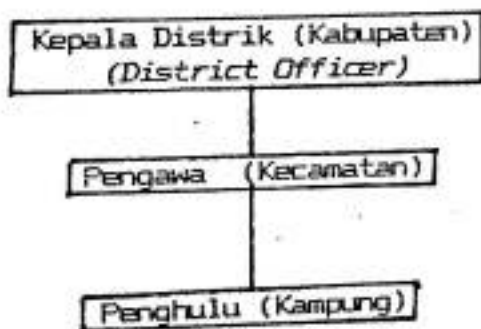 Kepala Distrik (Kabupaten)
(District Officer)
Pengawa (Kecamatan)
Penghulu (Kampung)